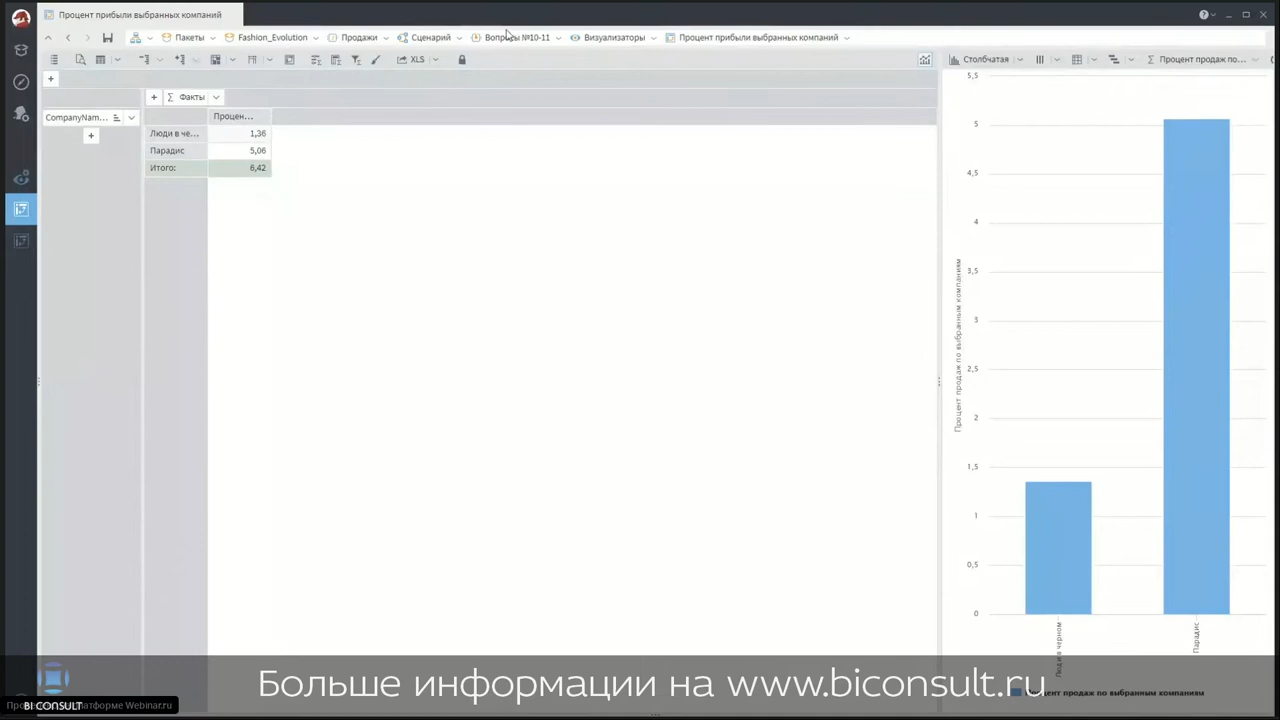 Процент прибыли выбранных компаний
Пакеты Fashion_Evolution Продажи Сценарий Вопросы №10-11 Визуализаторы Процент прибыли выбранных компаний
XLS
Столбчатая Σ Процент продаж по...
+
+ Σ Факты
CompanyNam...
+
Процен...
Люди в че... 1,36
Парадис 5,06
Итого: 6,42
5,5
5
4,5
4
3,5
3
2,5
2
1,5
1
0,5
0
Процент продаж по выбранным компаниям
Люди в черном
Парадис
Процент продаж по выбранным компаниям
Больше информации на www.biconsult.ru
BI CONSULT
платформе Webinar.ru